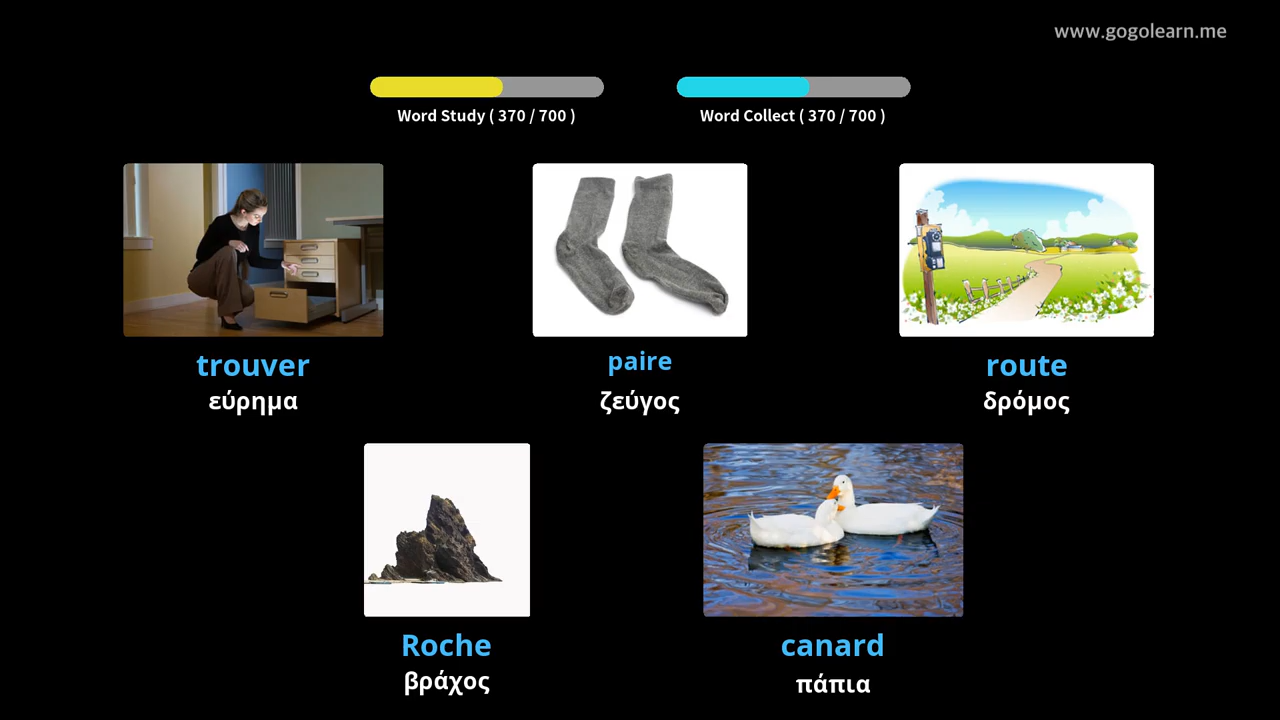 www.gogolearn.me
Word Study ( 370 / 700 )
Word Collect ( 370 / 700 )
trouver
εύρημα
paire
ζεύγος
route
δρόμος
Roche
βράχος
canard
πάπια